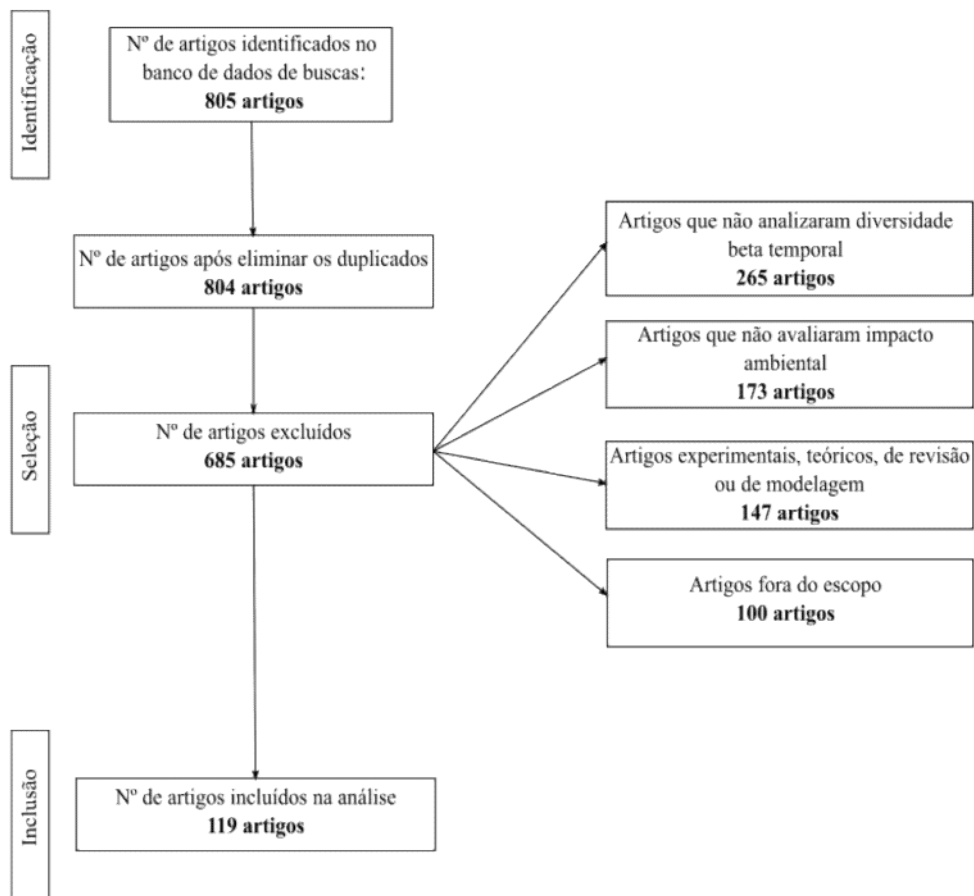 Identificação
Nº de artigos identificados no
banco de dados de buscas:
805 artigos
Nº de artigos após eliminar os duplicados
804 artigos
Seleção
Nº de artigos excluídos
685 artigos
Artigos que não analizaram diversidade
beta temporal
265 artigos
Artigos que não avaliaram impacto
ambiental
173 artigos
Artigos experimentais, teóricos, de revisão
ou de modelagem
147 artigos
Artigos fora do escopo
100 artigos
Inclusão
Nº de artigos incluídos na análise
119 artigos